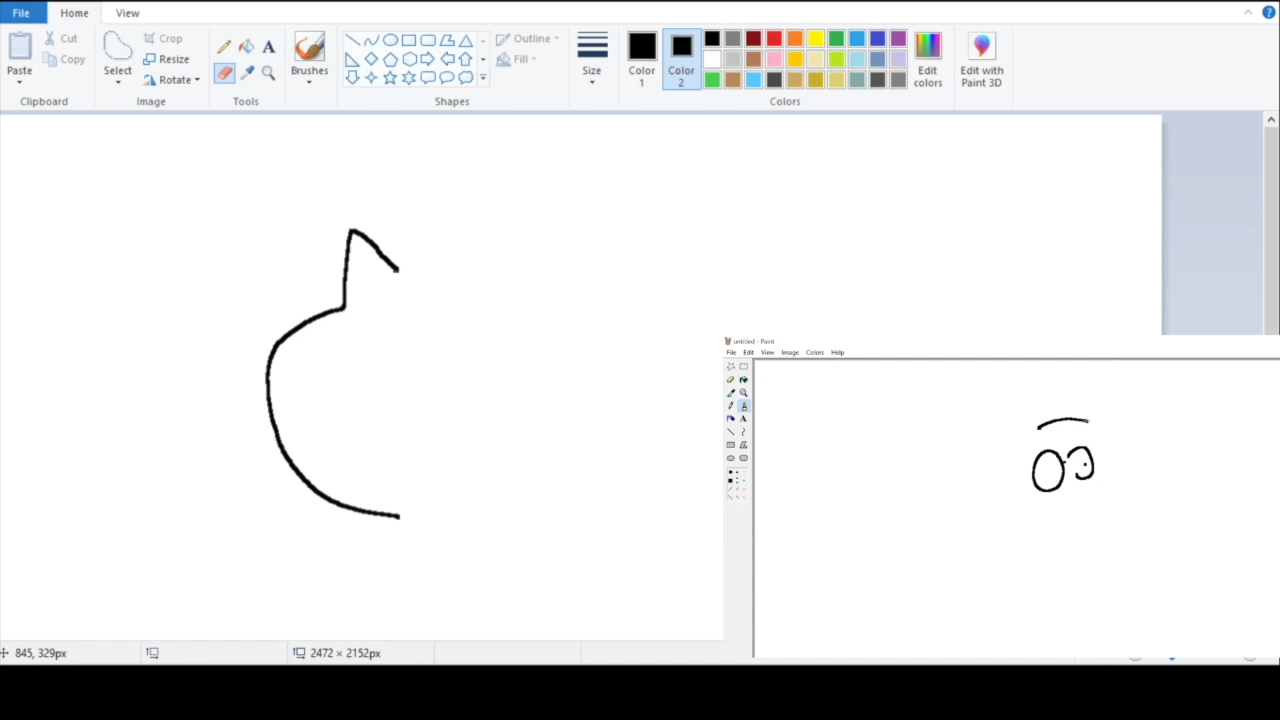 File Home View
Paste Cut Copy Select Crop Resize Rotate Brushes Outline Fill Size Color 1 Color 2 Edit colors Edit with Paint 3D
Clipboard Image Tools Shapes Colors
untitled - Paint
File Edit View Image Colors Help
A
845, 329px 2472 × 2152px